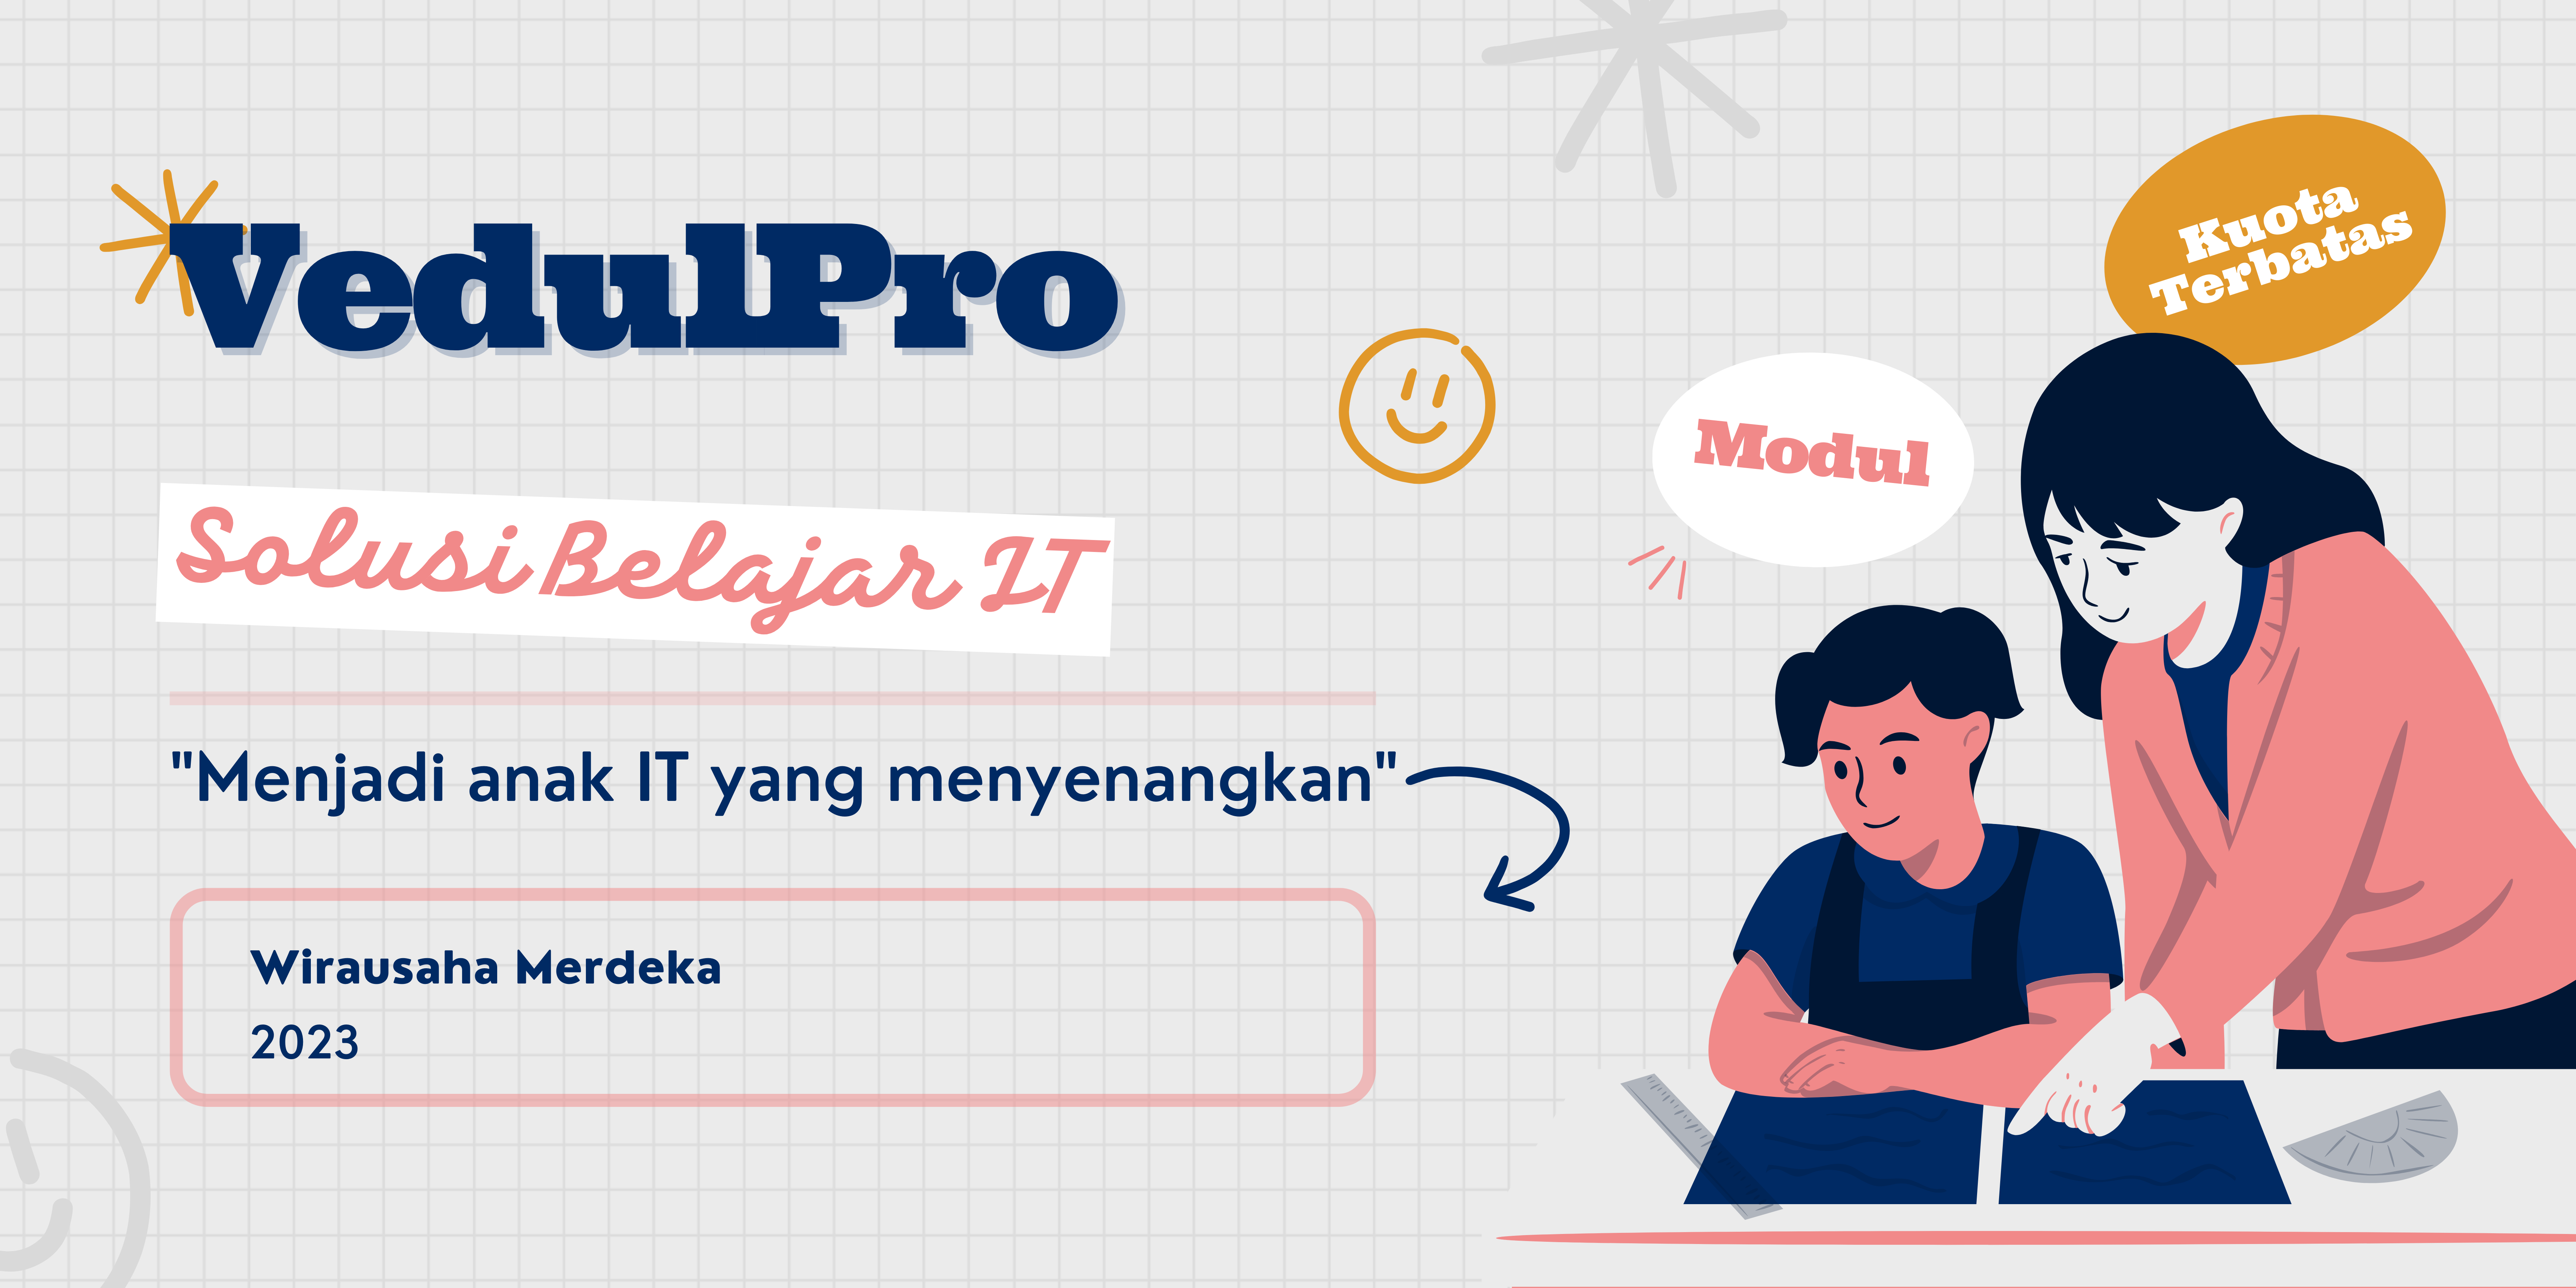 VedulPro
Solusi Belajar IT
"Menjadi anak IT yang menyenangkan"
Wirausaha Merdeka
2023
Modul
Kuota
Terbatas